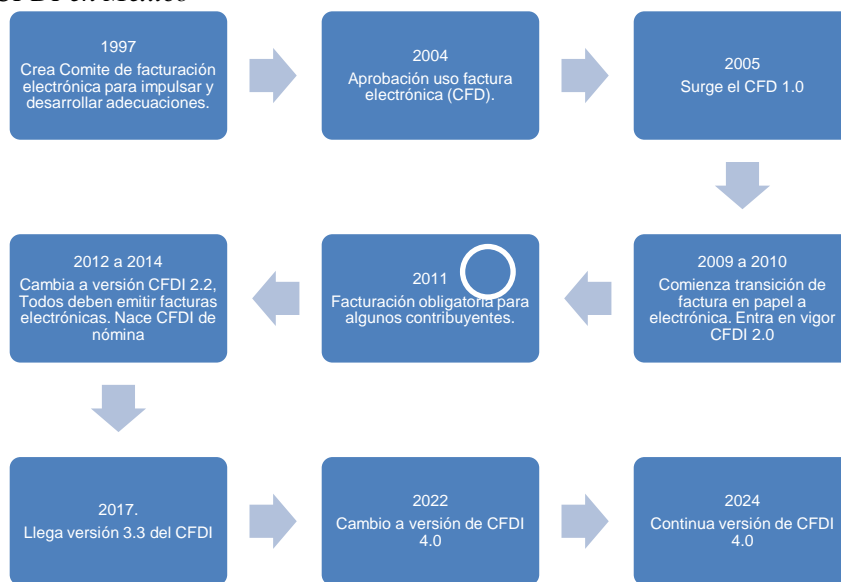 CFDI en México
1997
Crea Comite de facturación
electrónica para impulsar y
desarrollar adecuaciones.
2004
Aprobación uso factura
electrónica (CFD).
2005
Surge el CFD 1.0
2009 a 2010
Comienza transición de
factura en papel a
electrónica. Entra en vigor
CFDI 2.0
2011
Facturación obligatoria para
algunos contribuyentes.
2012 a 2014
Cambia a versión CFDI 2.2,
Todos deben emitir facturas
electrónicas. Nace CFDI de
nómina
2017.
Llega versión 3.3 del CFDI
2022
Cambio a versión de CFDI
4.0
2024
Continua versión de CFDI
4.0